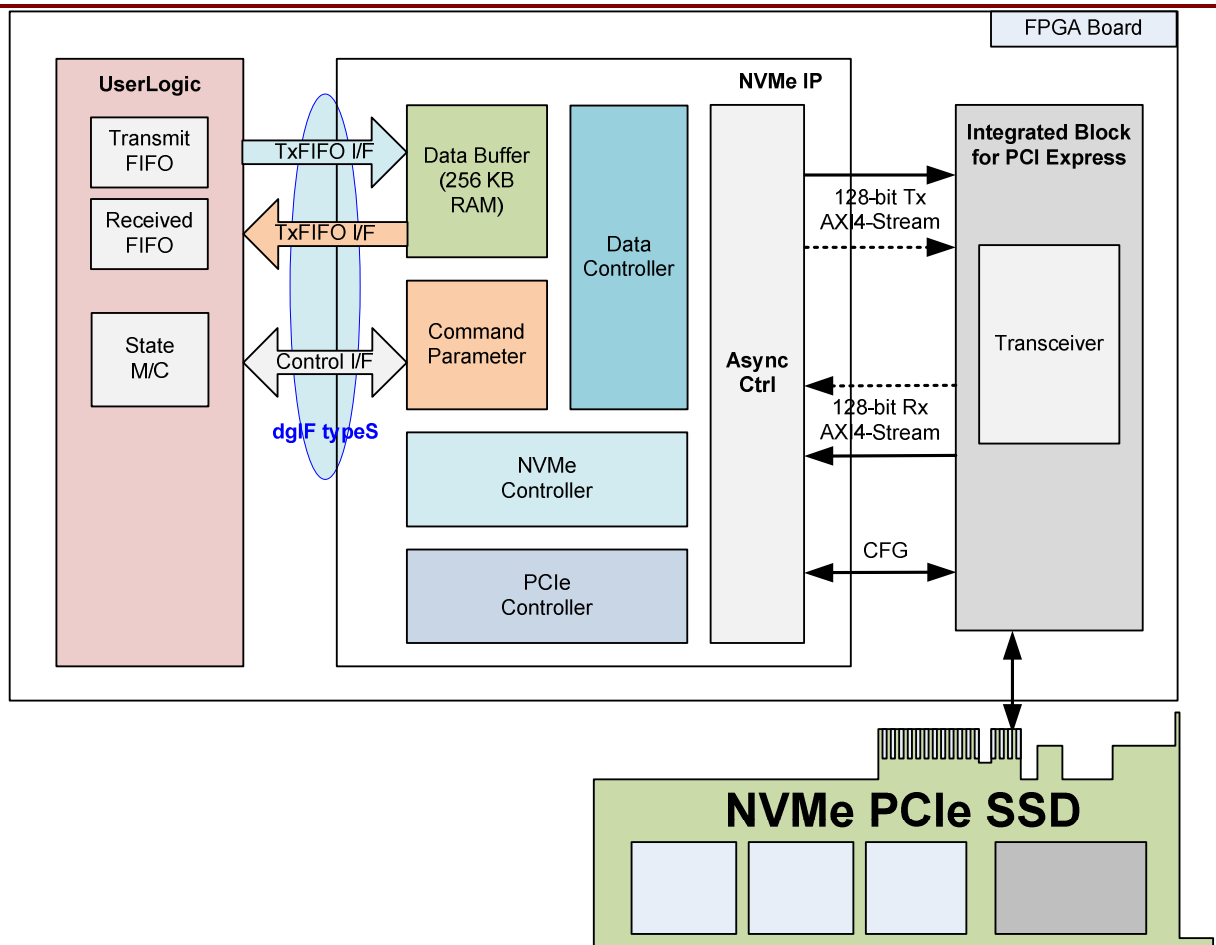 FPGA Board
UserLogic
Transmit
FIFO
Received
FIFO
State
M/C
TxFIFO I/F
TxFIFO I/F
Control I/F
dgIF typeS
NVMe IP
Data Buffer
(256 KB
RAM)
Command
Parameter
Data
Controller
NVMe
Controller
PCIe
Controller
Async
Ctrl
128-bit Tx
AXI4-Stream
128-bit Rx
AXI4-Stream
CFG
Integrated Block
for PCI Express
Transceiver
NVMe PCIe SSD